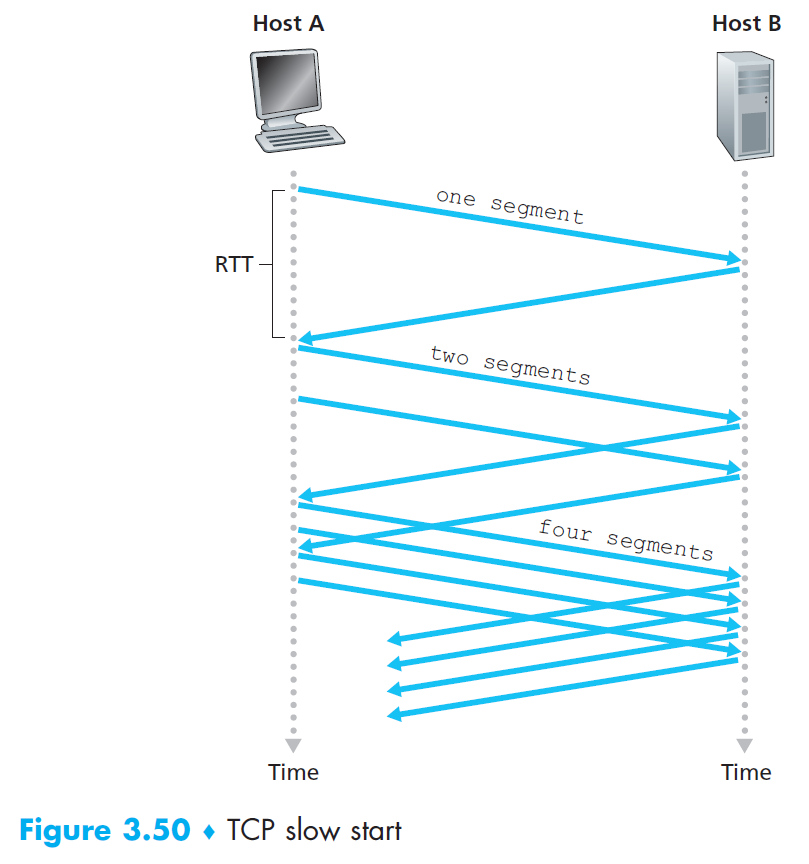 Host A
Host B
one segment
RTT
two segments
four segments
Time
Time
Figure 3.50 ♦ TCP slow start